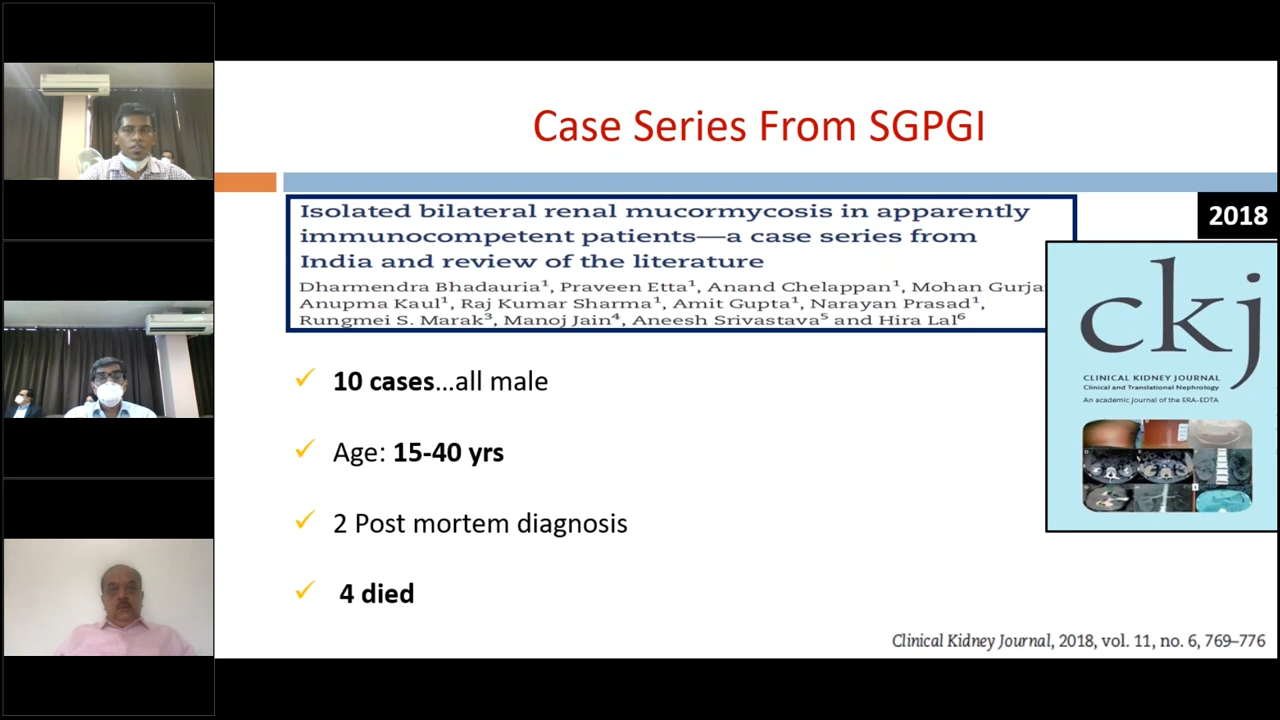 Case Series From SGPGI
Isolated bilateral renal mucormycosis in apparently
immunocompetent patients—a case series from
India and review of the literature
Dharmendra Bhadauria¹, Praveen Etta¹, Anand Chelappan¹, Mohan Gurja
Anupma Kaul¹, Raj Kumar Sharma¹, Amit Gupta¹, Narayan Prasad¹,
Rungmei S. Marak³, Manoj Jain⁴, Aneesh Srivastava⁵ and Hira Lal⁶
2018
ckj
CLINICAL KIDNEY JOURNAL
Clinical and Translational Nephrology
An academic journal of the ERA-EDTA
✓ 10 cases...all male
✓ Age: 15-40 yrs
✓ 2 Post mortem diagnosis
✓ 4 died
Clinical Kidney Journal, 2018, vol. 11, no. 6, 769–776